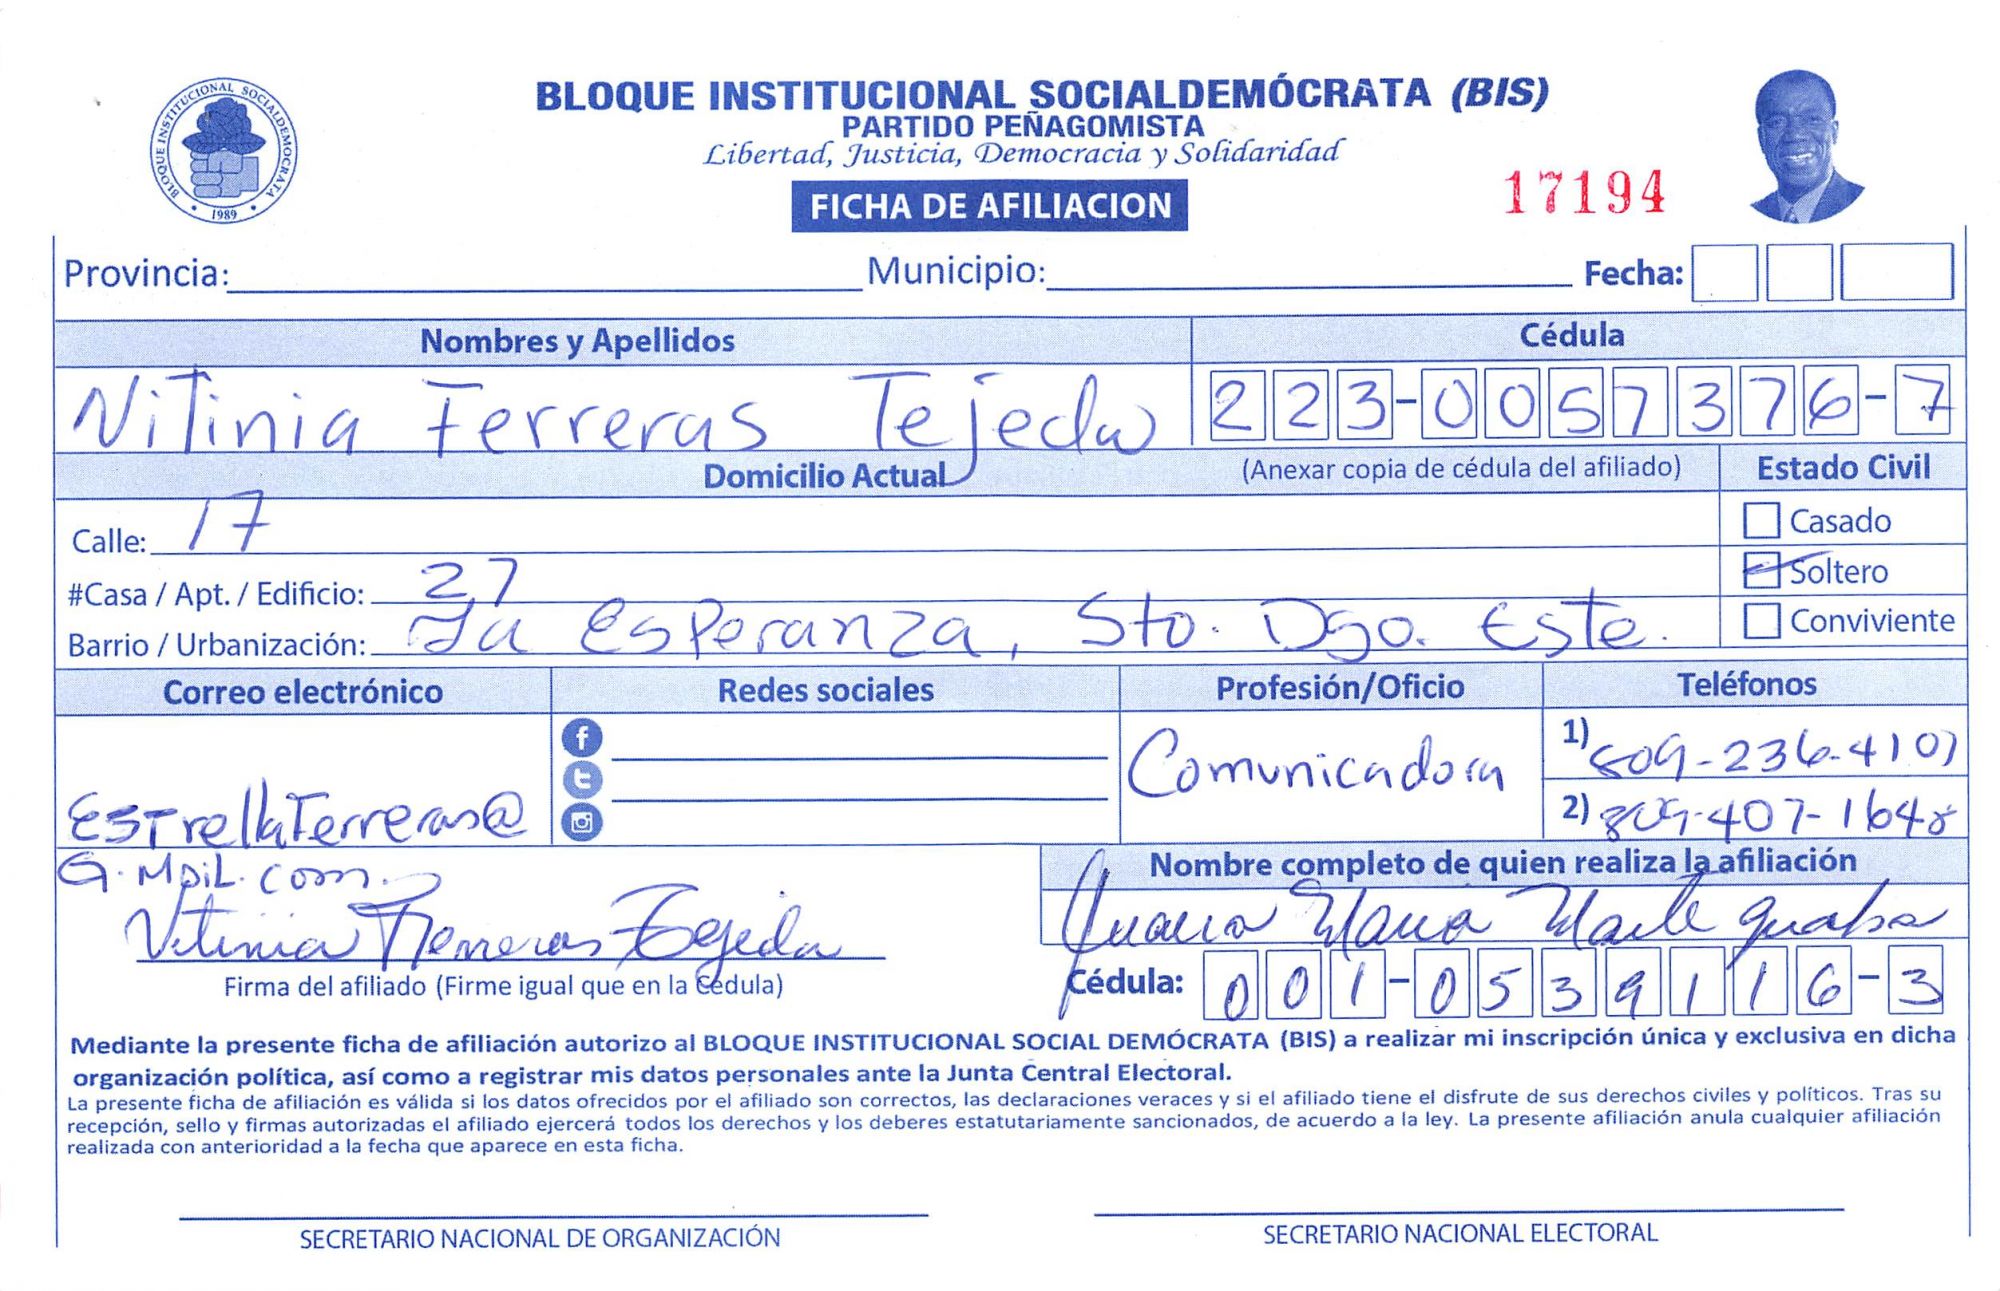 BLOQUE INSTITUCIONAL SOCIALDEMÓCRATA (BIS)
PARTIDO PEÑAGOMISTA
Libertad, Justicia, Democracia y Solidaridad
FICHA DE AFILIACION
17194
BLOQUE INSTITUCIONAL SOCIALDEMOCRATA
1989
Provincia: Municipio: Fecha:
Nombres y Apellidos Cédula
NiTinia Ferreras Tejeda 223-0057376-7
Domicilio Actual (Anexar copia de cédula del afiliado) Estado Civil
Calle: 17 Casado
#Casa / Apt. / Edificio: 27 Soltero
Barrio / Urbanización: La Esperanza, Sto. Dgo. Este. Conviviente
Correo electrónico Redes sociales Profesión/Oficio Teléfonos
EsTrellaFerreras@ Comunicadora 1) 809-236-4107
G.MaiL.com. 2) 809-407-1648
Nombre completo de quien realiza la afiliación
Vitinia Ferreras Tejeda Maria Marte
Firma del afiliado (Firme igual que en la Cédula) Cédula: 001-0539116-3
Mediante la presente ficha de afiliación autorizo al BLOQUE INSTITUCIONAL SOCIAL DEMÓCRATA (BIS) a realizar mi inscripción única y exclusiva en dicha
organización política, así como a registrar mis datos personales ante la Junta Central Electoral.
La presente ficha de afiliación es válida si los datos ofrecidos por el afiliado son correctos, las declaraciones veraces y si el afiliado tiene el disfrute de sus derechos civiles y políticos. Tras su
recepción, sello y firmas autorizadas el afiliado ejercerá todos los derechos y los deberes estatutariamente sancionados, de acuerdo a la ley. La presente afiliación anula cualquier afiliación
realizada con anterioridad a la fecha que aparece en esta ficha.
SECRETARIO NACIONAL DE ORGANIZACIÓN SECRETARIO NACIONAL ELECTORAL